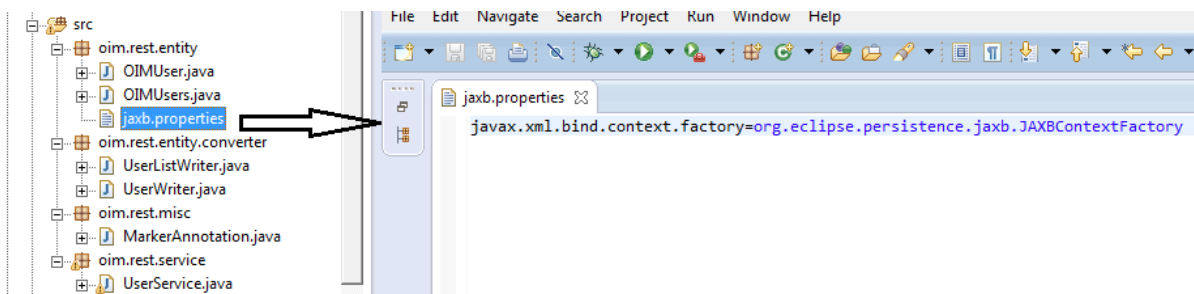 src
oim.rest.entity
OIMUser.java
OIMUsers.java
jaxb.properties
oim.rest.entity.converter
UserListWriter.java
UserWriter.java
oim.rest.misc
MarkerAnnotation.java
oim.rest.service
UserService.java
File Edit Navigate Search Project Run Window Help
jaxb.properties
javax.xml.bind.context.factory=org.eclipse.persistence.jaxb.JAXBContextFactory